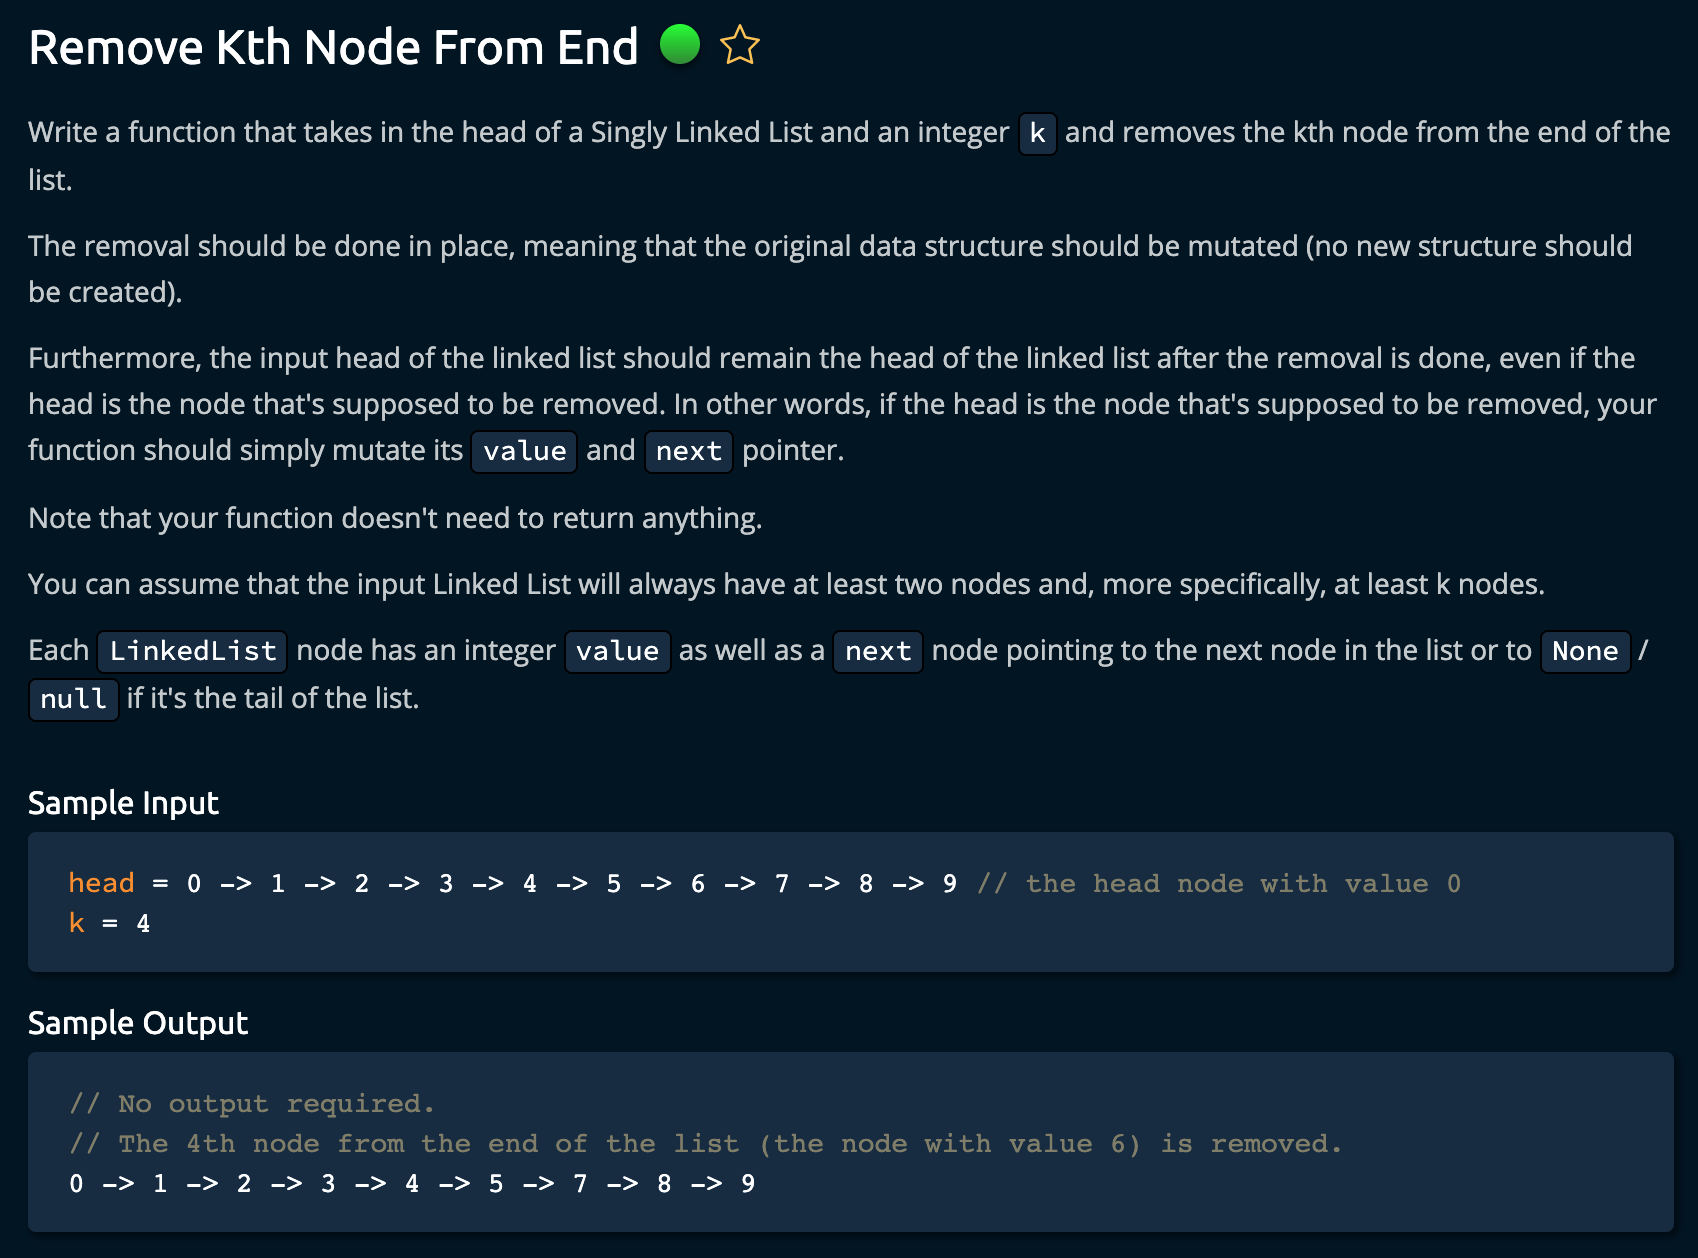 Remove Kth Node From End
Write a function that takes in the head of a Singly Linked List and an integer k and removes the kth node from the end of the
list.
The removal should be done in place, meaning that the original data structure should be mutated (no new structure should
be created).
Furthermore, the input head of the linked list should remain the head of the linked list after the removal is done, even if the
head is the node that's supposed to be removed. In other words, if the head is the node that's supposed to be removed, your
function should simply mutate its value and next pointer.
Note that your function doesn't need to return anything.
You can assume that the input Linked List will always have at least two nodes and, more specifically, at least k nodes.
Each LinkedList node has an integer value as well as a next node pointing to the next node in the list or to None /
null if it's the tail of the list.
Sample Input
head = 0 -> 1 -> 2 -> 3 -> 4 -> 5 -> 6 -> 7 -> 8 -> 9 // the head node with value 0
k = 4
Sample Output
// No output required.
// The 4th node from the end of the list (the node with value 6) is removed.
0 -> 1 -> 2 -> 3 -> 4 -> 5 -> 7 -> 8 -> 9